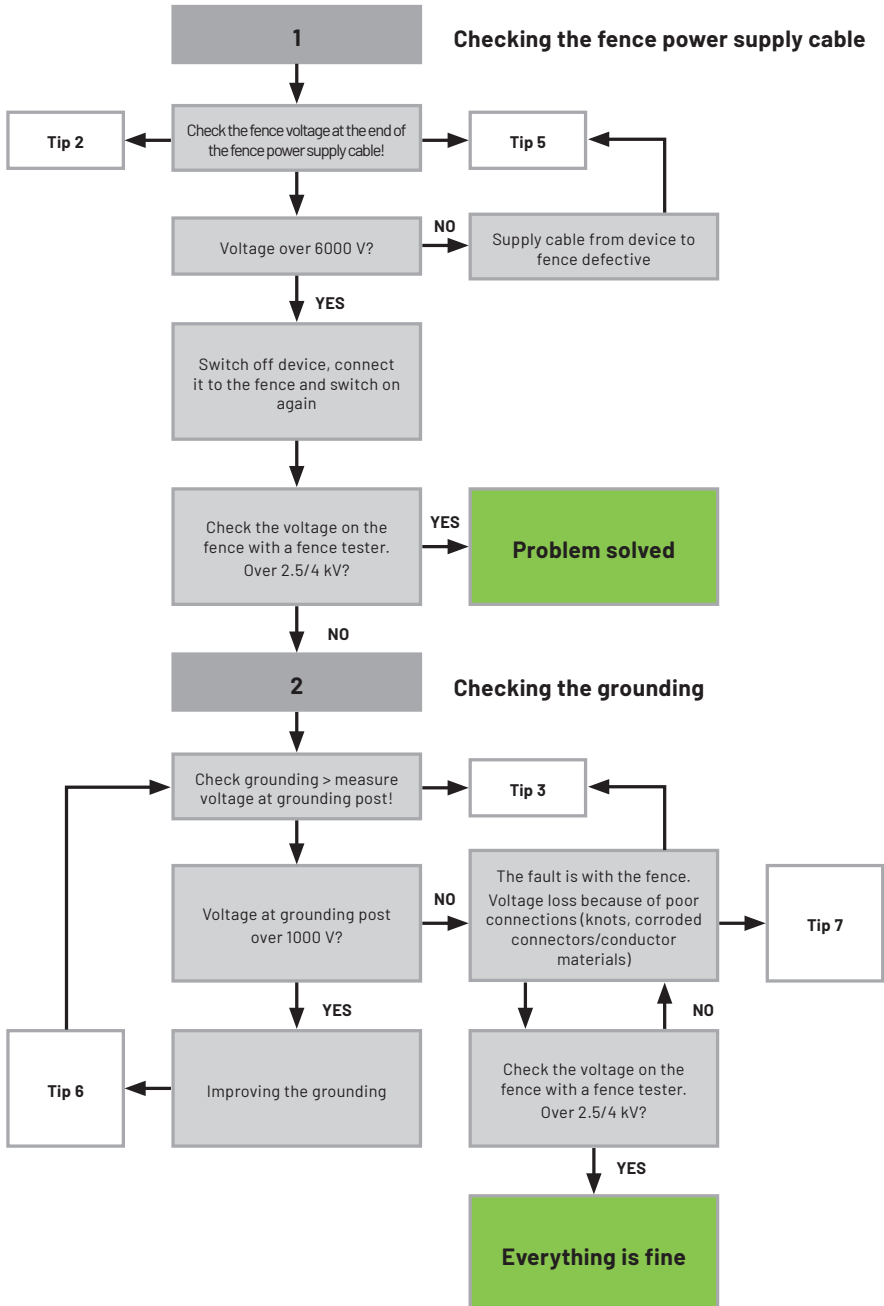 1
Checking the fence power supply cable
Tip 2
Check the fence voltage at the end of
the fence power supply cable!
Tip 5
Voltage over 6000 V?
NO
Supply cable from device to
fence defective
YES
Switch off device, connect
it to the fence and switch on
again
Check the voltage on the
fence with a fence tester.
Over 2.5/4 kV?
YES
Problem solved
NO
2
Checking the grounding
Check grounding > measure
voltage at grounding post!
Tip 3
Voltage at grounding post
over 1000 V?
NO
The fault is with the fence.
Voltage loss because of poor
connections (knots, corroded
connectors/conductor
materials)
Tip 7
YES
NO
Tip 6
Improving the grounding
Check the voltage on the
fence with a fence tester.
Over 2.5/4 kV?
YES
Everything is fine